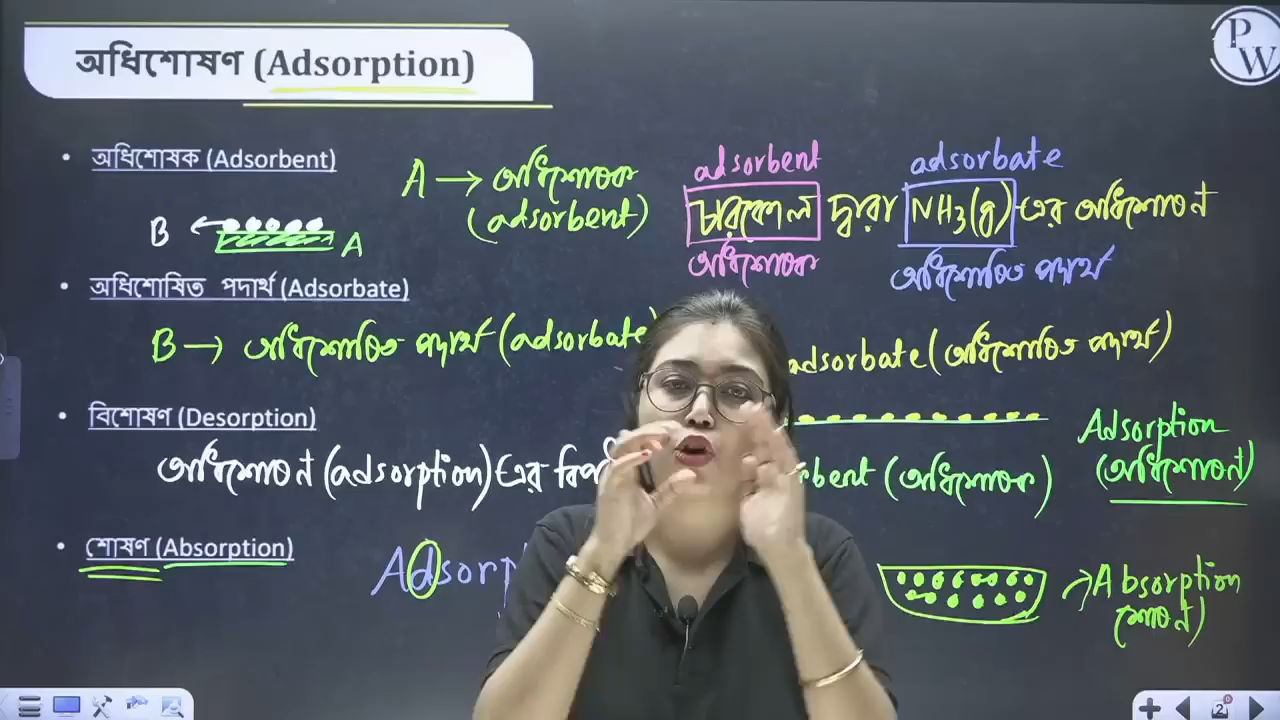 অধিশোষণ (Adsorption)
PW
• অধিশোষক (Adsorbent)
A → অধিশোষক
(adsorbent)
adsorbent
adsorbate
চারকোল দ্বারা NH3(g) এর অধিশোষণ
অধিশোষক
অধিশোষিত পদার্থ
B
A
• অধিশোষিত পদার্থ (Adsorbate)
B → অধিশোষিত পদার্থ (adsorbate)
adsorbate (অধিশোষিত পদার্থ)
• বিশোষণ (Desorption)
অধিশোষণ (adsorption) এর
(অধিশোষক)
Adsorption
(অধিশোষণ)
• শোষণ (Absorption)
Absorption
(শোষণ)
2